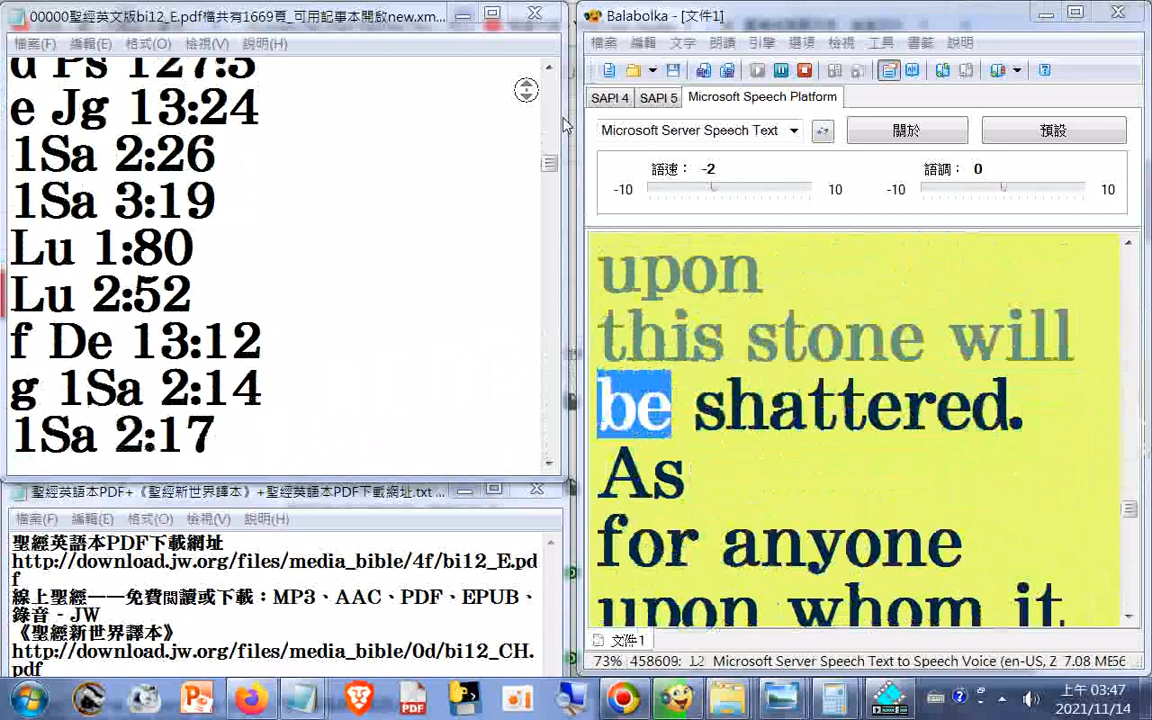 00000聖經英文版bi12_E.pdf檔共有1669頁_可用記事本開啟new.xm...
檔案(F) 編輯(E) 格式(O) 檢視(V) 說明(H)
d Ps 127:5
e Jg 13:24
1Sa 2:26
1Sa 3:19
Lu 1:80
Lu 2:52
f De 13:12
g 1Sa 2:14
1Sa 2:17
聖經英語本PDF+《聖經新世界譯本》+聖經英語本PDF下載網址.txt ...
檔案(F) 編輯(E) 格式(O) 檢視(V) 說明(H)
聖經英語本PDF下載網址
http://download.jw.org/files/media_bible/4f/bi12_E.pd
f
線上聖經——免費閱讀或下載：MP3、AAC、PDF、EPUB、
錄音 - JW
《聖經新世界譯本》
http://download.jw.org/files/media_bible/0d/bi12_CH.
pdf
Balabolka - [文件1]
檔案 編輯 文字 朗讀 引擎 選項 檢視 工具 書籤 說明
SAPI 4 SAPI 5 Microsoft Speech Platform
Microsoft Server Speech Text 關於 預設
語速： -2 語調： 0
-10 10 -10 10
upon
this stone will
be shattered.
As
for anyone
upon whom it
文件1
73% 458609: 12 Microsoft Server Speech Text to Speech Voice (en-US, Z 7.08 ME56
上午 03:47
2021/11/14